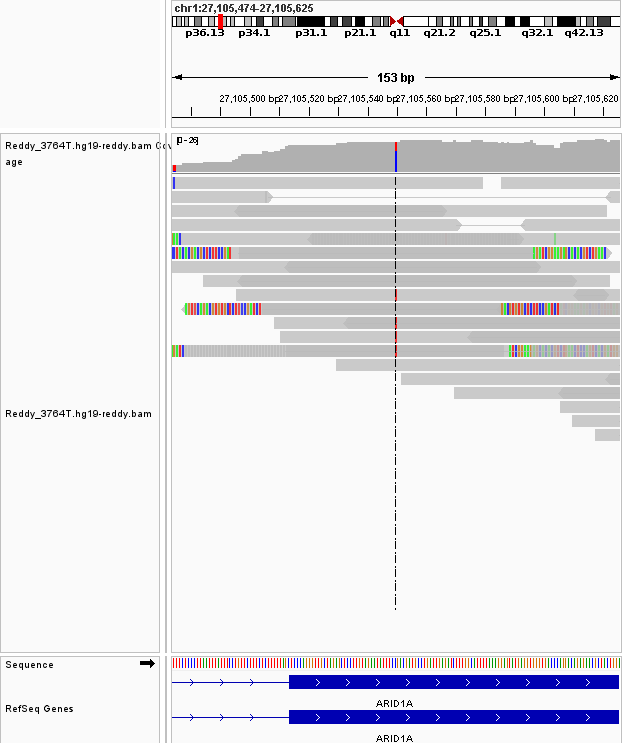 chr1:27,105,474-27,105,625
p36.13 p34.1 p31.1 p21.1 q11 q21.2 q25.1 q32.1 q42.13
153 bp
27,105,500 bp 27,105,520 bp 27,105,540 bp 27,105,560 bp 27,105,580 bp 27,105,600 bp 27,105,620
[0-26]
Reddy_3764T.hg19-reddy.bam Cov
age
Reddy_3764T.hg19-reddy.bam
Sequence
ARID1A
RefSeq Genes
ARID1A